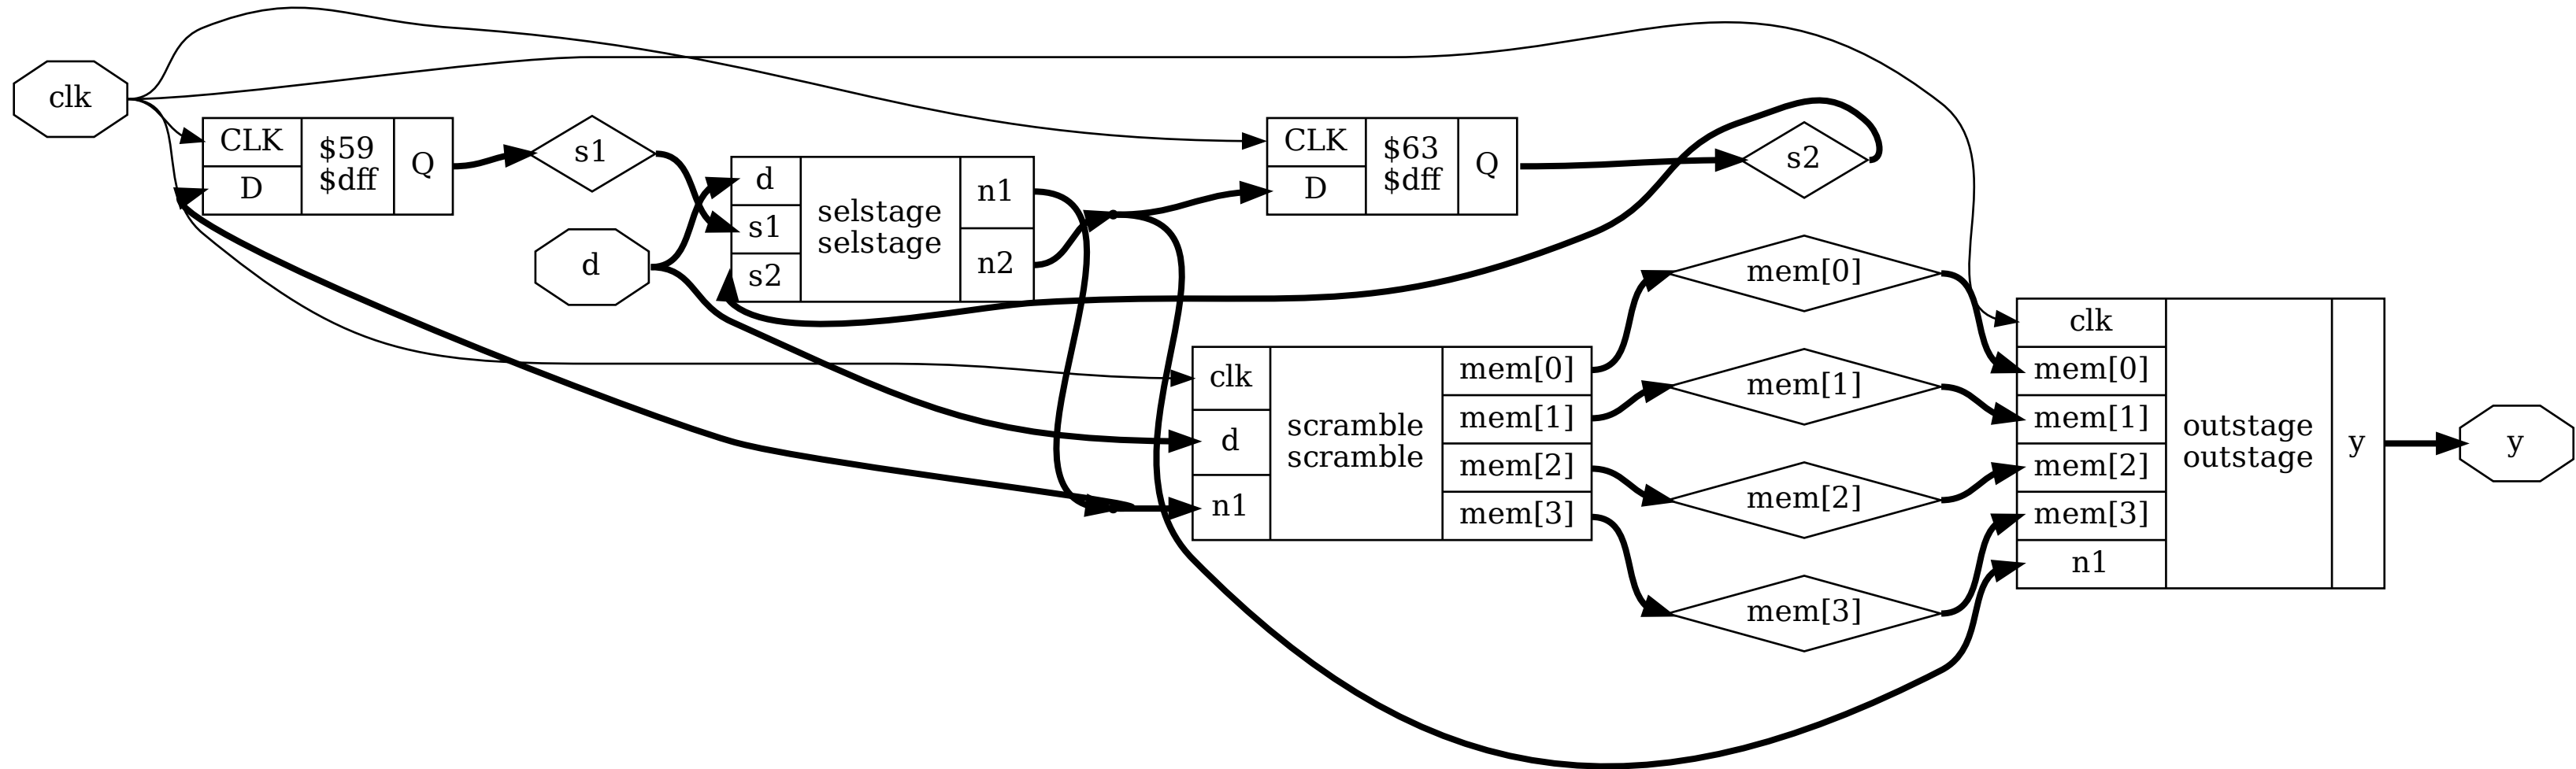 clk
CLK
D
$59
$dff
Q
s1
d
d
s1
s2
selstage
selstage
n1
n2
CLK
D
$63
$dff
Q
s2
clk
d
n1
scramble
scramble
mem[0]
mem[1]
mem[2]
mem[3]
mem[0]
mem[1]
mem[2]
mem[3]
clk
mem[0]
mem[1]
mem[2]
mem[3]
n1
outstage
outstage
y
y